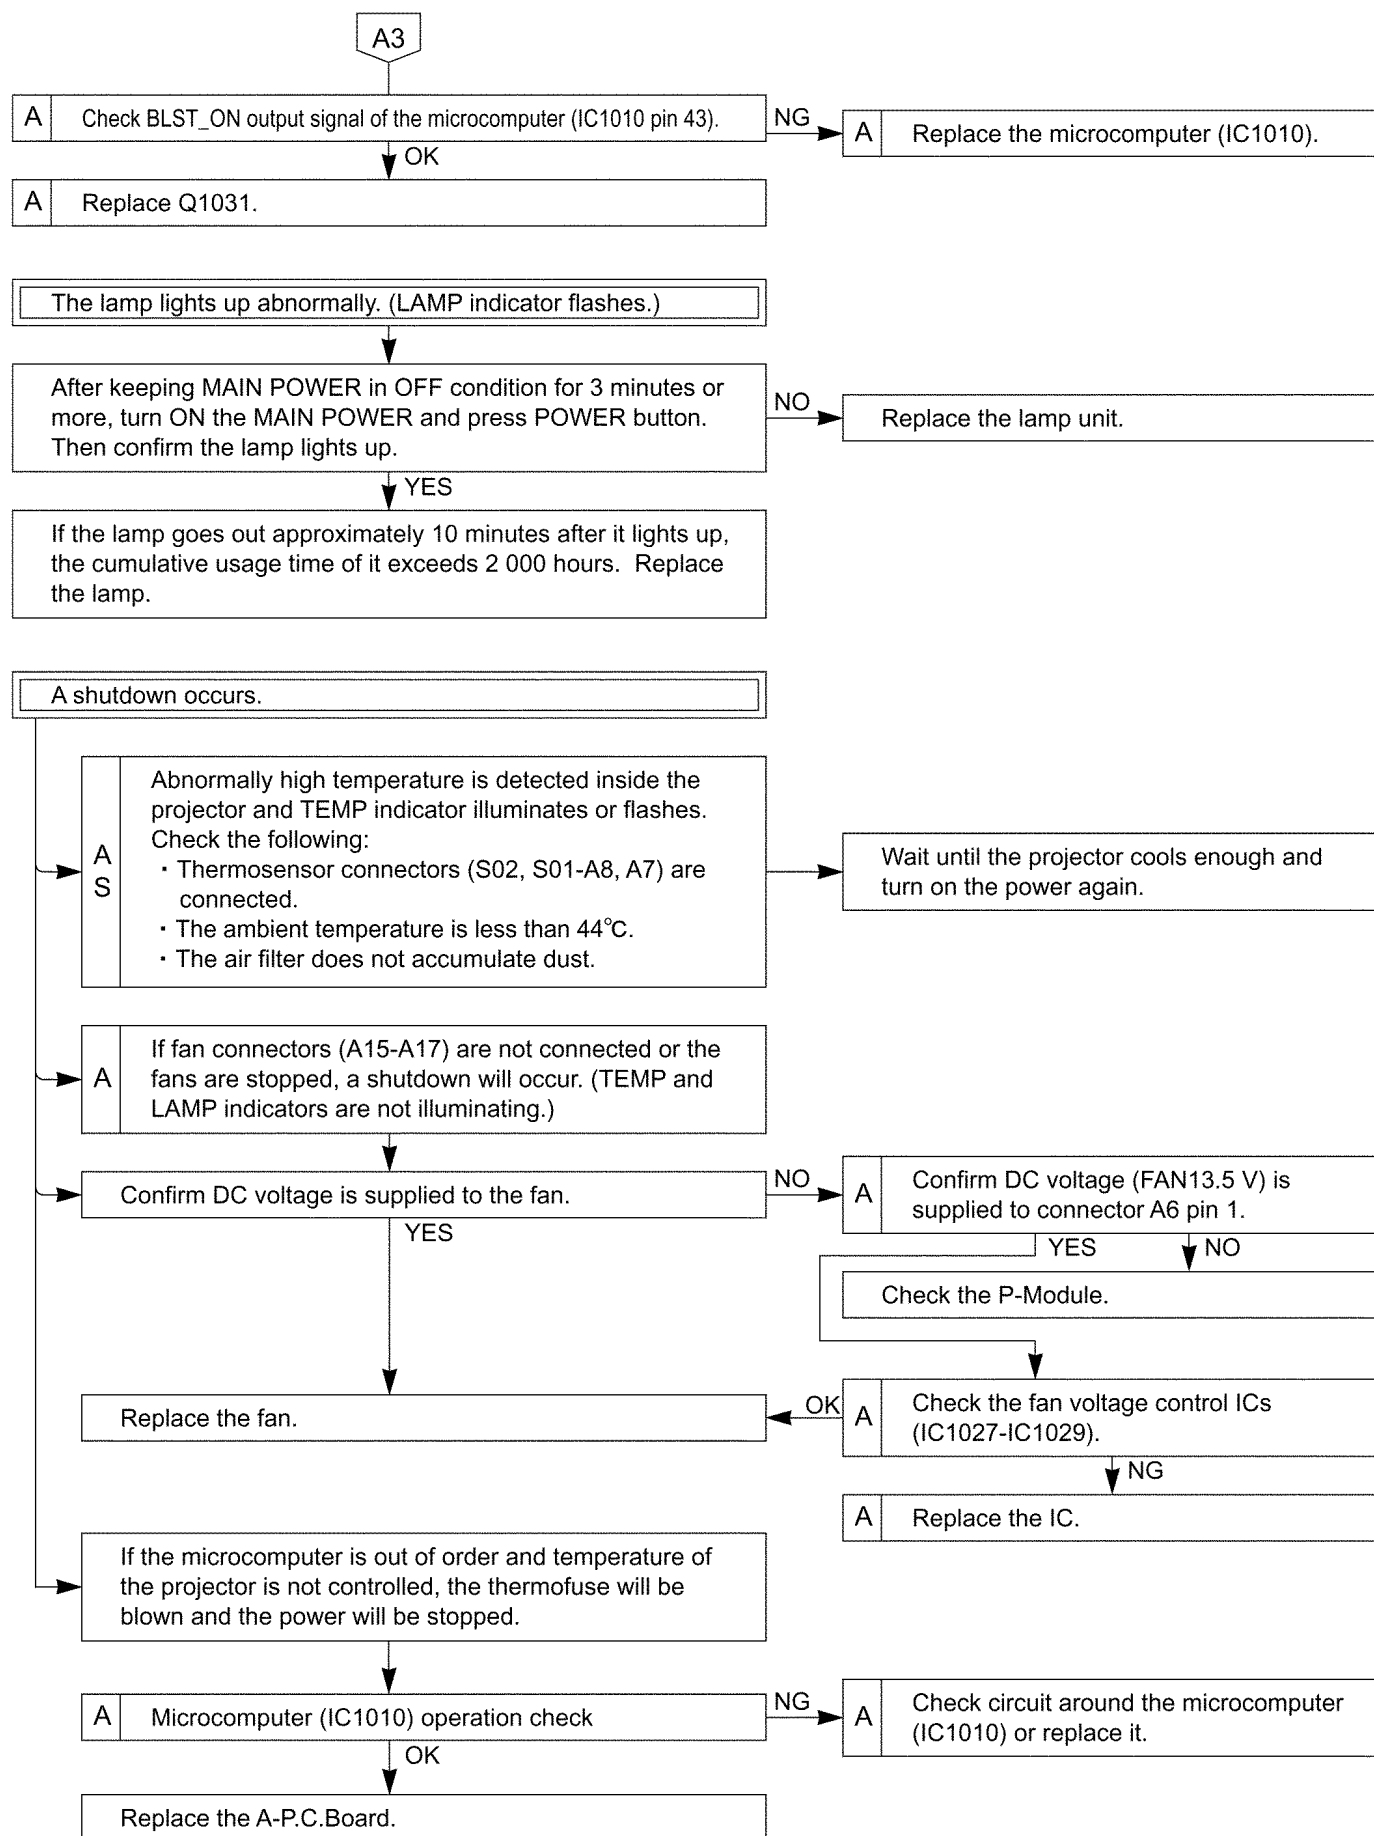 A3
A
Check BLST_ON output signal of the microcomputer (IC1010 pin 43).
NG
A
Replace the microcomputer (IC1010).
OK
A
Replace Q1031.
The lamp lights up abnormally. (LAMP indicator flashes.)
After keeping MAIN POWER in OFF condition for 3 minutes or
more, turn ON the MAIN POWER and press POWER button.
Then confirm the lamp lights up.
NO
Replace the lamp unit.
YES
If the lamp goes out approximately 10 minutes after it lights up,
the cumulative usage time of it exceeds 2 000 hours. Replace
the lamp.
A shutdown occurs.
A
S
Abnormally high temperature is detected inside the
projector and TEMP indicator illuminates or flashes.
Check the following:
・Thermosensor connectors (S02, S01-A8, A7) are
connected.
・The ambient temperature is less than 44℃.
・The air filter does not accumulate dust.
Wait until the projector cools enough and
turn on the power again.
A
If fan connectors (A15-A17) are not connected or the
fans are stopped, a shutdown will occur. (TEMP and
LAMP indicators are not illuminating.)
Confirm DC voltage is supplied to the fan.
NO
A
Confirm DC voltage (FAN13.5 V) is
supplied to connector A6 pin 1.
YES
YES
NO
Check the P-Module.
Replace the fan.
OK
A
Check the fan voltage control ICs
(IC1027-IC1029).
NG
A
Replace the IC.
If the microcomputer is out of order and temperature of
the projector is not controlled, the thermofuse will be
blown and the power will be stopped.
A
Microcomputer (IC1010) operation check
NG
A
Check circuit around the microcomputer
(IC1010) or replace it.
OK
Replace the A-P.C.Board.